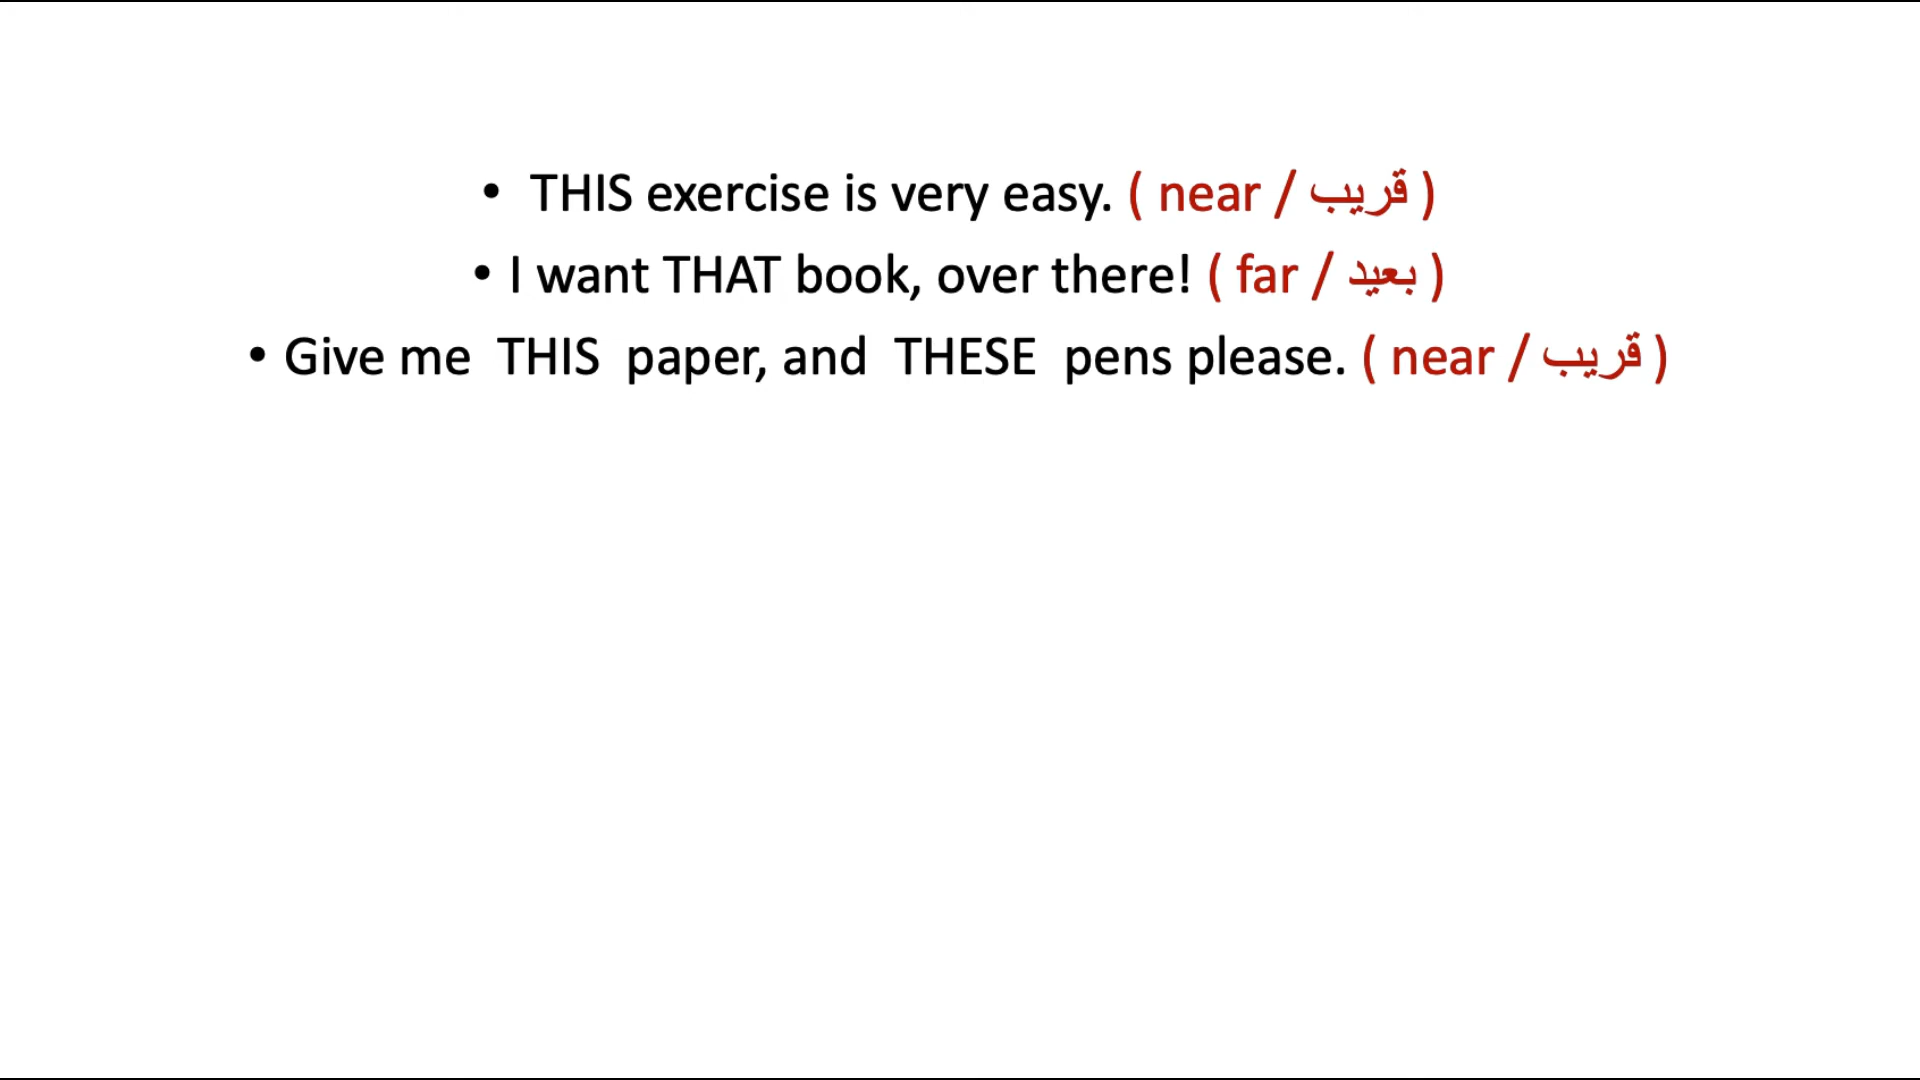 • THIS exercise is very easy. ( near / قريب )
• I want THAT book, over there! ( far / بعيد )
• Give me THIS paper, and THESE pens please. ( near / قريب )